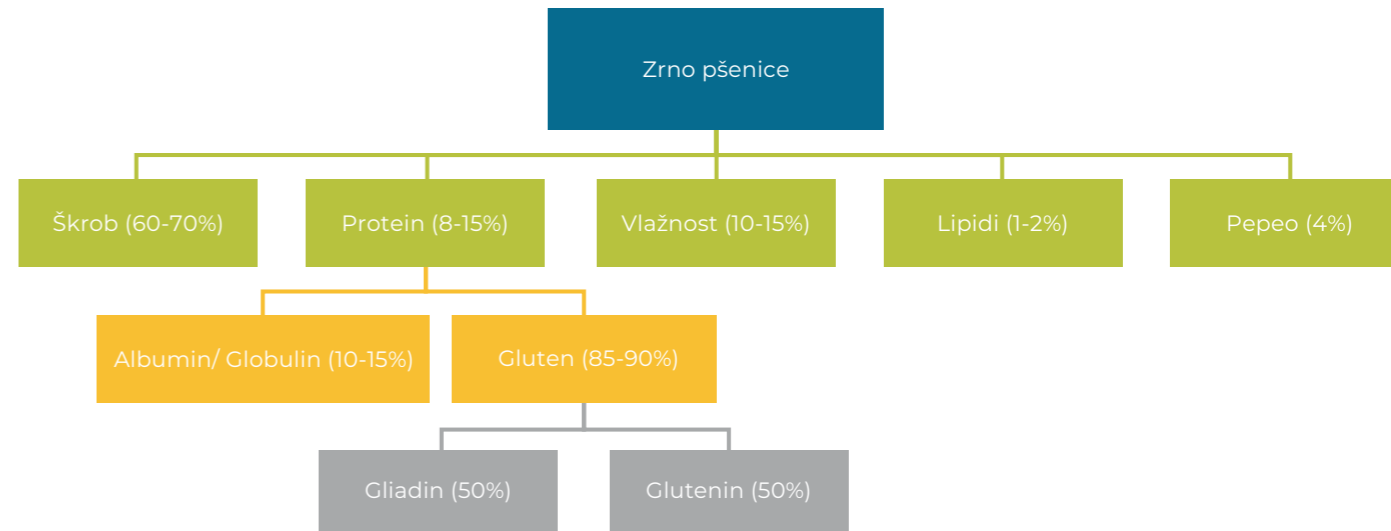 Zrno pšenice
Škrob (60-70%)
Protein (8-15%)
Vlažnost (10-15%)
Lipidi (1-2%)
Pepeo (4%)
Albumin/ Globulin (10-15%)
Gluten (85-90%)
Gliadin (50%)
Glutenin (50%)